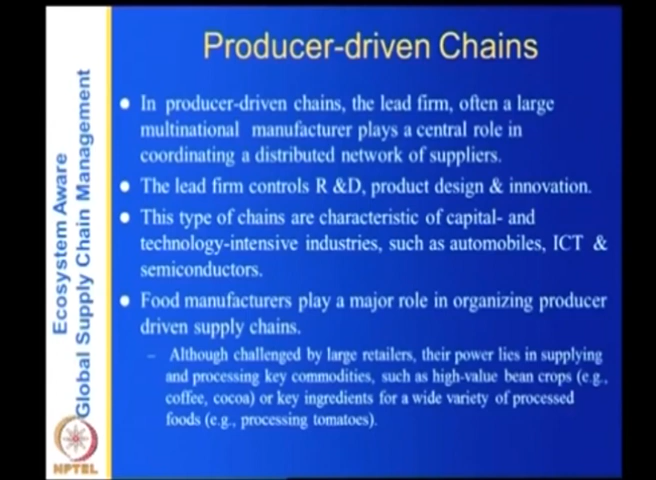 Producer-driven Chains
In producer-driven chains, the lead firm, often a large
multinational manufacturer plays a central role in
coordinating a distributed network of suppliers.
The lead firm controls R &D, product design & innovation.
This type of chains are characteristic of capital- and
technology-intensive industries, such as automobiles, ICT &
semiconductors.
Food manufacturers play a major role in organizing producer
driven supply chains.
– Although challenged by large retailers, their power lies in supplying
and processing key commodities, such as high-value bean crops (e.g.,
coffee, cocoa) or key ingredients for a wide variety of processed
foods (e.g., processing tomatoes).
Ecosystem Aware
Global Supply Chain Management
NPTEL